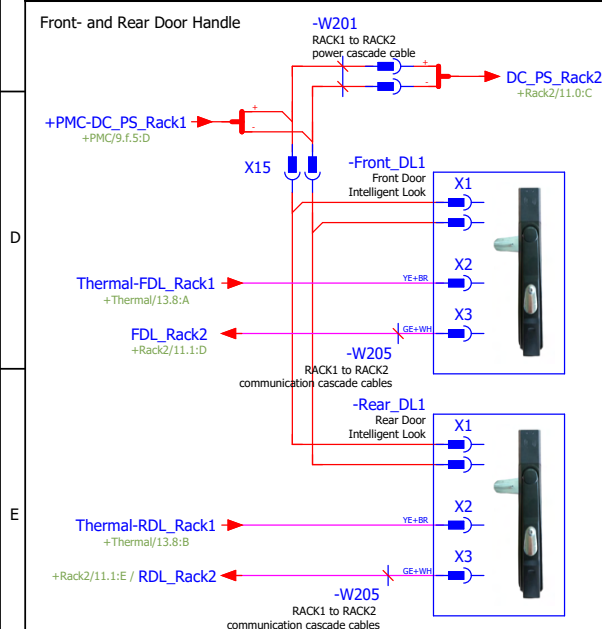 Front- and Rear Door Handle
-W201
RACK1 to RACK2
power cascade cable
+
-
DC_PS_Rack2
+Rack2/11.0:C
+PMC-DC_PS_Rack1
+PMC/9.f.5:D
+
-
X15
-Front_DL1
Front Door
Intelligent Look
X1
D
X2
Thermal-FDL_Rack1
+Thermal/13.8:A
YE+BR
X3
FDL_Rack2
+Rack2/11.1:D
GE+WH
-W205
RACK1 to RACK2
communication cascade cables
-Rear_DL1
Rear Door
Intelligent Look
X1
E
X2
Thermal-RDL_Rack1
+Thermal/13.8:B
YE+BR
X3
+Rack2/11.1:E / RDL_Rack2
GE+WH
-W205
RACK1 to RACK2
communication cascade cables